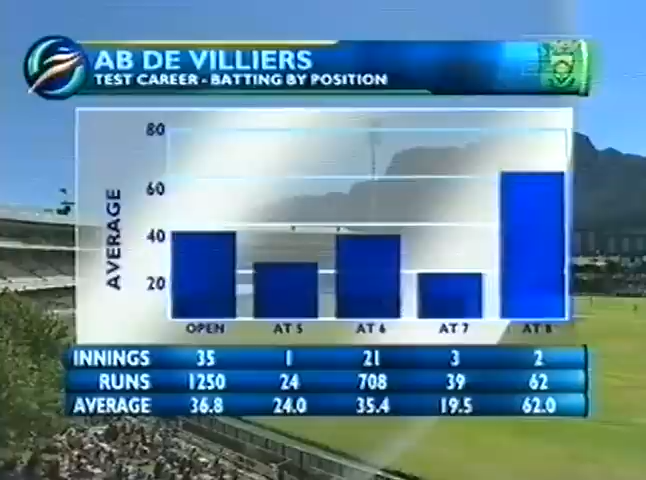 AB DE VILLIERS
TEST CAREER - BATTING BY POSITION
80
60
40
20
AVERAGE
OPEN AT 5 AT 6 AT 7 AT 8
INNINGS 35 1 21 3 2
RUNS 1250 24 708 39 62
AVERAGE 36.8 24.0 35.4 19.5 62.0